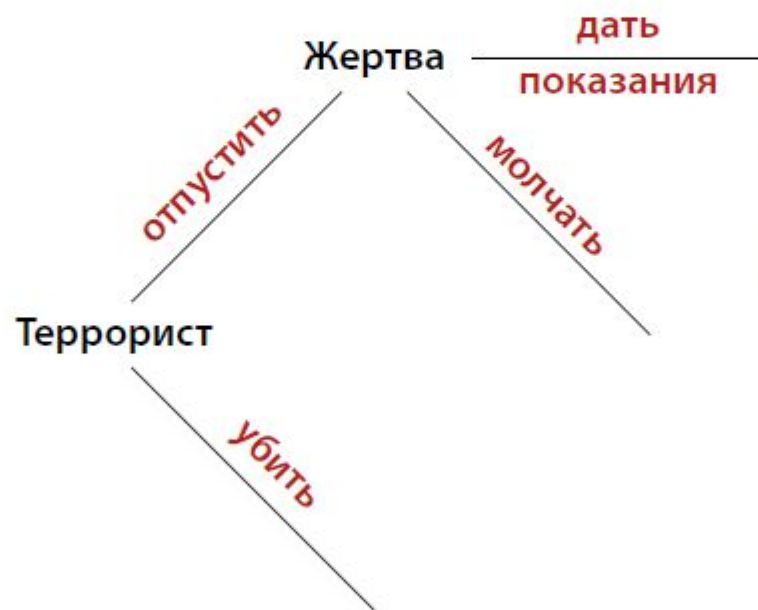 дать
Жертва
показания
отпустить
молчать
Террорист
убить